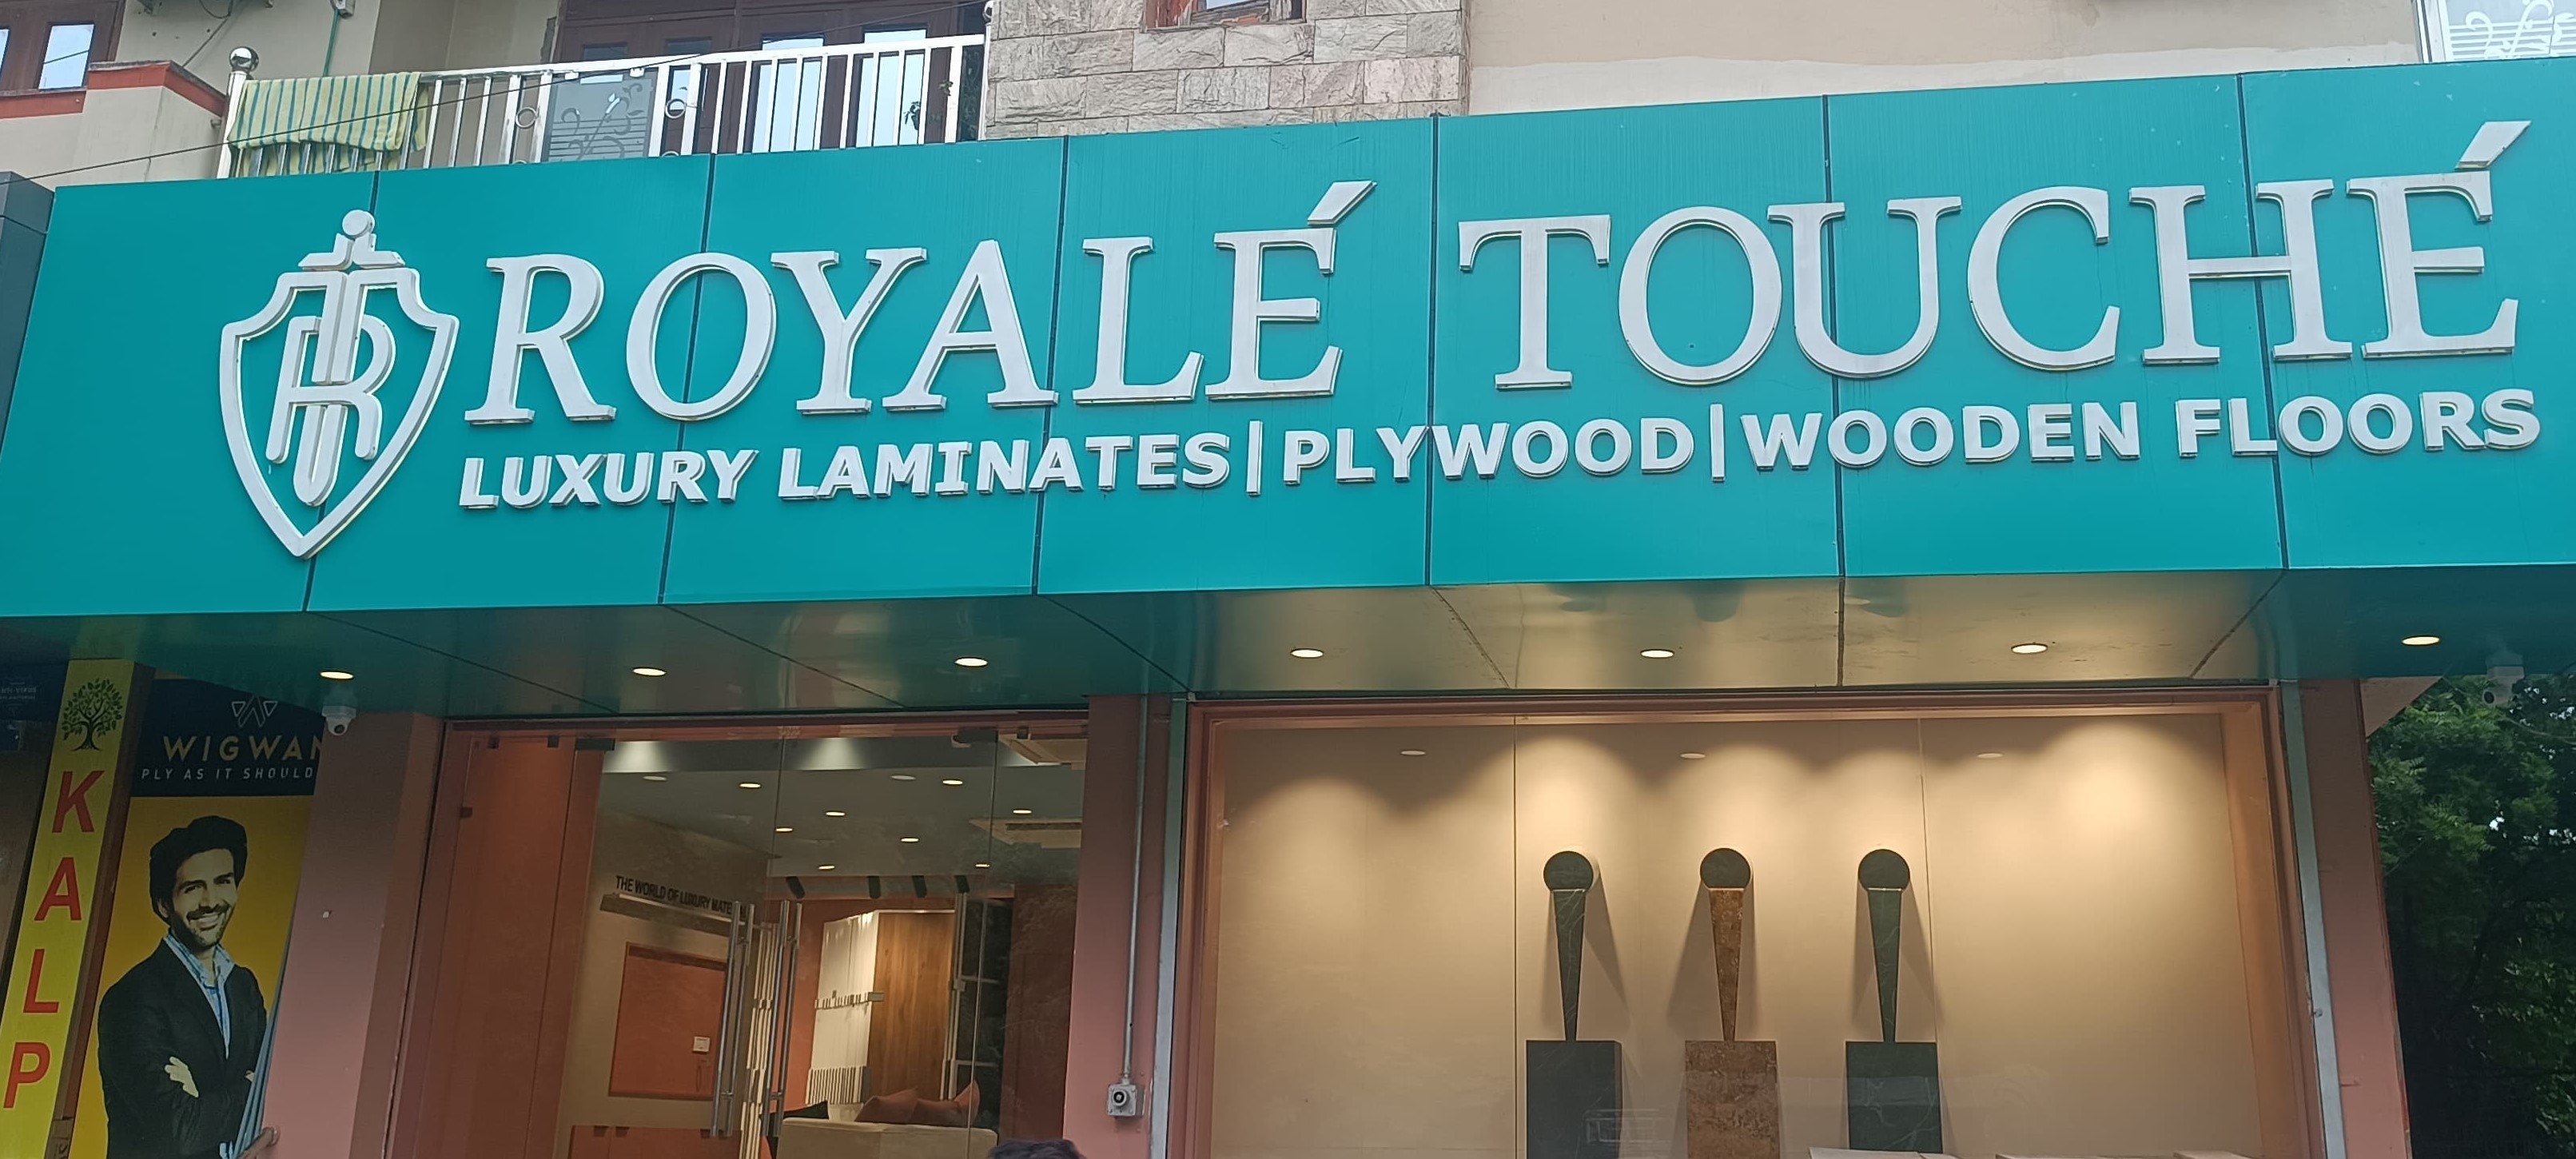 ROYALÉ TOUCHÉ
LUXURY LAMINATES|PLYWOOD|WOODEN FLOORS
KALP
WIGWAM
PLY AS IT SHOULD
THE WORLD OF LUXURY